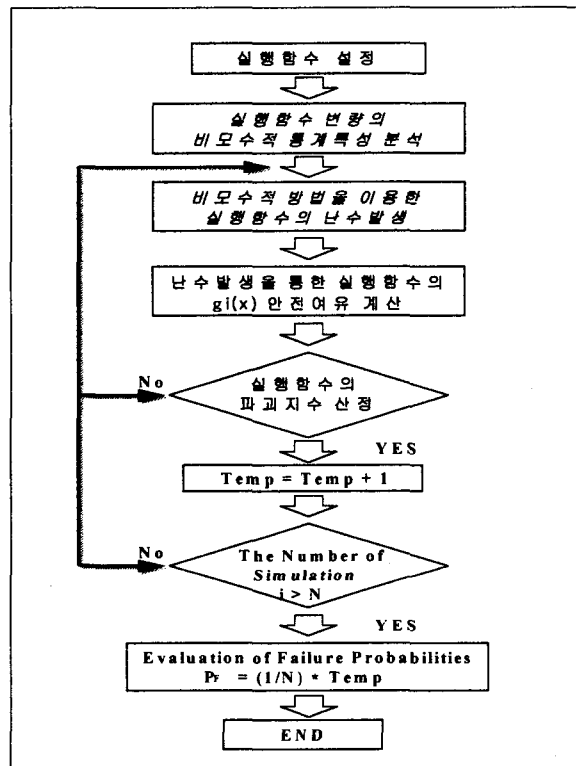 실행함수 설정
실행함수 변량의
비모수적 통계특성 분석
비모수적 방법을 이용한
실행함수의 난수발생
난수발생을 통한 실행함수의
gi(x) 안전여유 계산
No
실행함수의
파괴지수 산정
YES
Temp = Temp + 1
No
The Number of
Simulation
i > N
YES
Evaluation of Failure Probabilities
PF = (1/N) * Temp
END